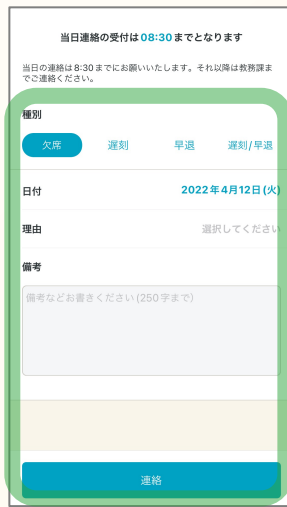 当日連絡の受付は08:30までとなります
当日の連絡は8:30までにお願いいたします。それ以降は教務課ま
でご連絡ください。
種別
欠席 遅刻 早退 遅刻/早退
日付 2022年4月12日(火)
理由 選択してください
備考
備考などお書きください(250字まで)
連絡